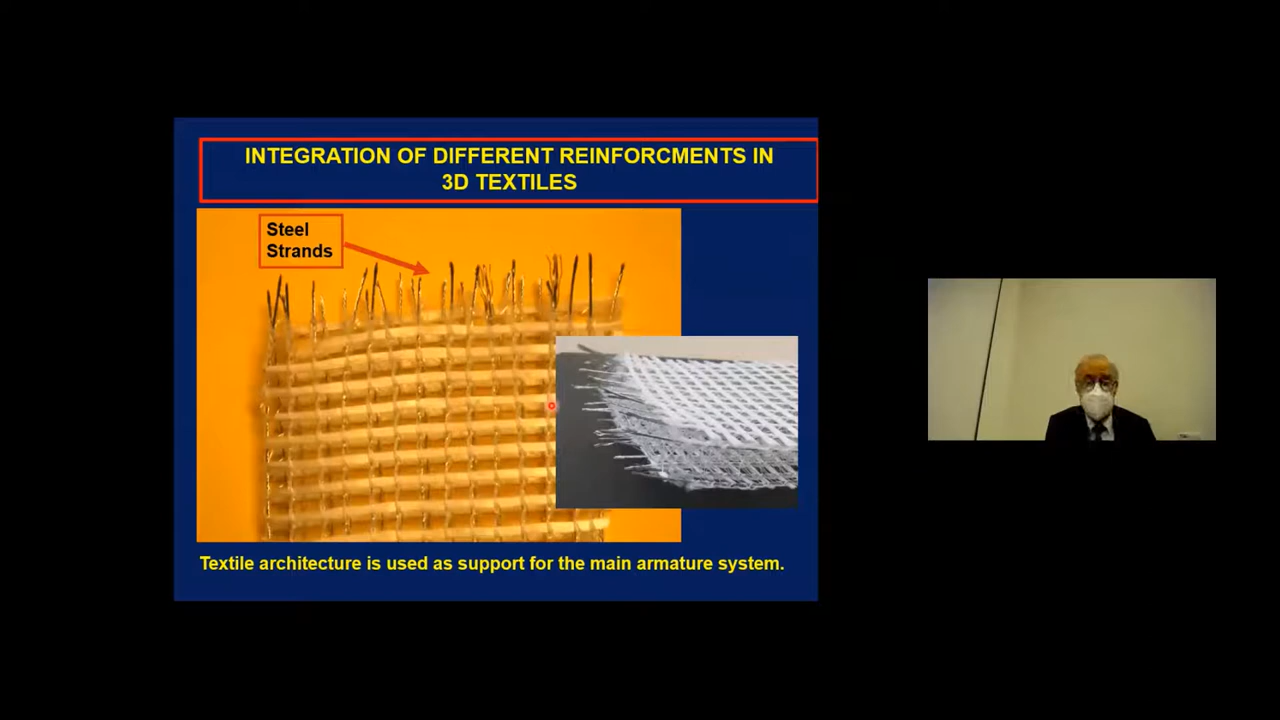 INTEGRATION OF DIFFERENT REINFORCMENTS IN
3D TEXTILES
Steel
Strands
Textile architecture is used as support for the main armature system.